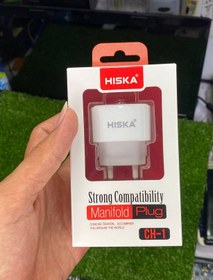 HISKA
HISKA
Strong Compatibility
Manifold Plug
CH-1